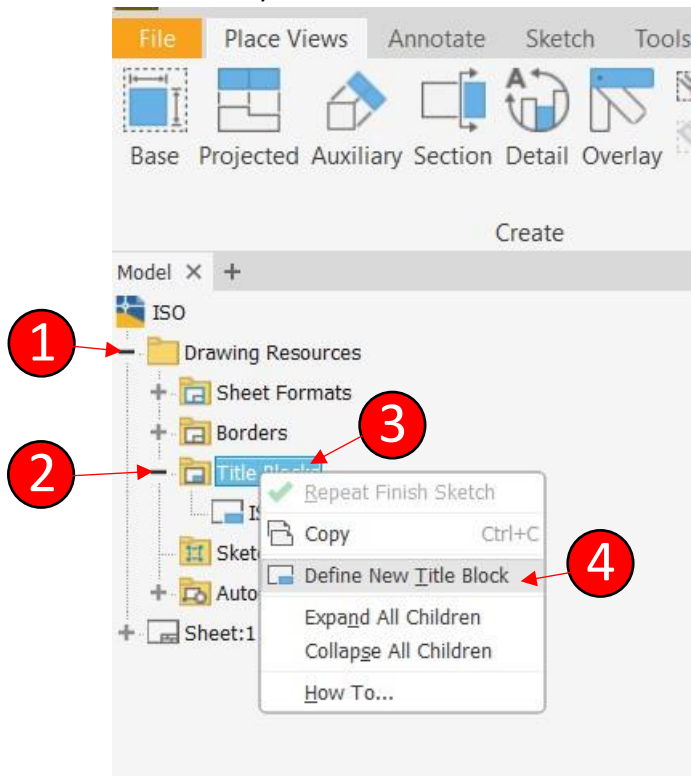 File Place Views Annotate Sketch Tools
Base Projected Auxiliary Section Detail Overlay
Create
Model × +
ISO
1
Drawing Resources
Sheet Formats
Borders
3
2
Title Blocks
Repeat Finish Sketch
Copy Ctrl+C
4
Define New Title Block
Auto
Expand All Children
Sheet:1
Collapse All Children
How To...